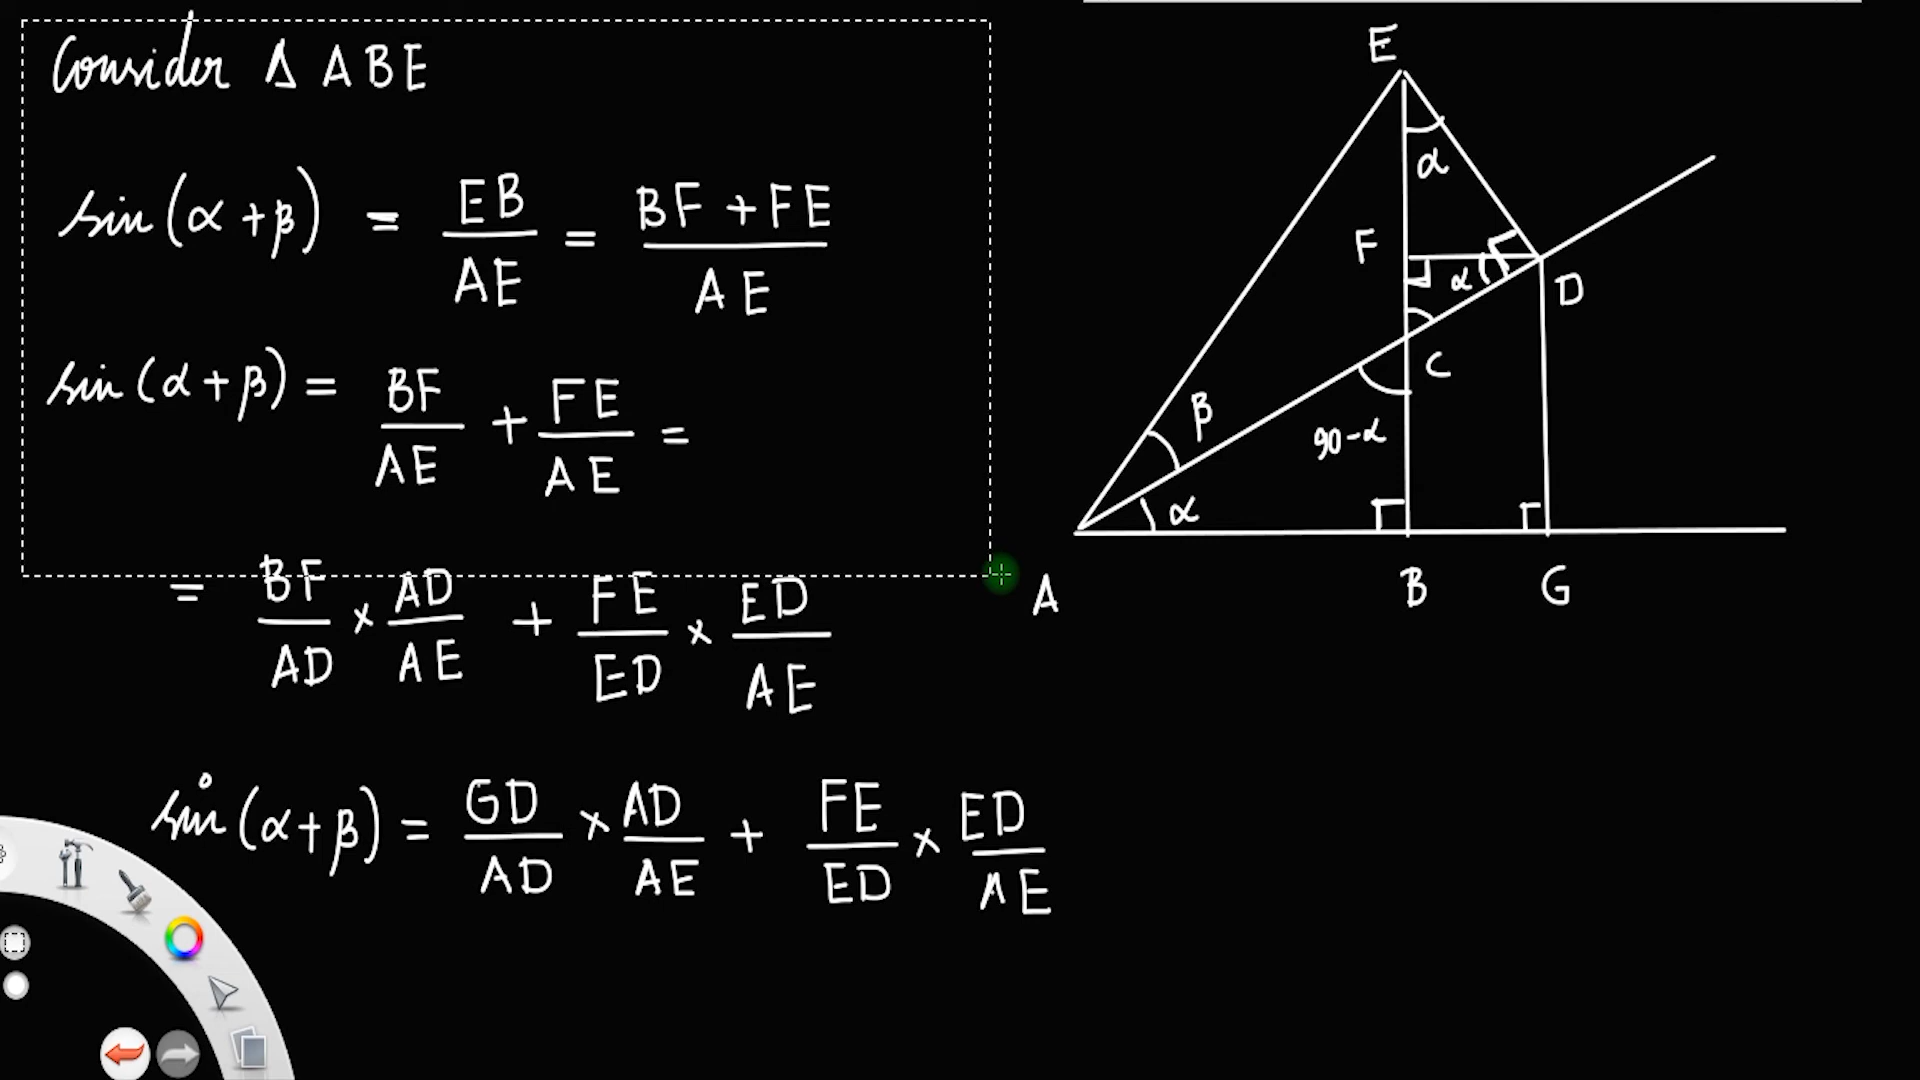 Consider Δ ABE
sin(α+β) = EB/AE = BF+FE/AE
sin(α+β) = BF/AE + FE/AE =
= BF/AD × AD/AE + FE/ED × ED/AE
sin(α+β) = GD/AD × AD/AE + FE/ED × ED/AE
E
α
F
α
D
C
β
90-α
α
A
B
G